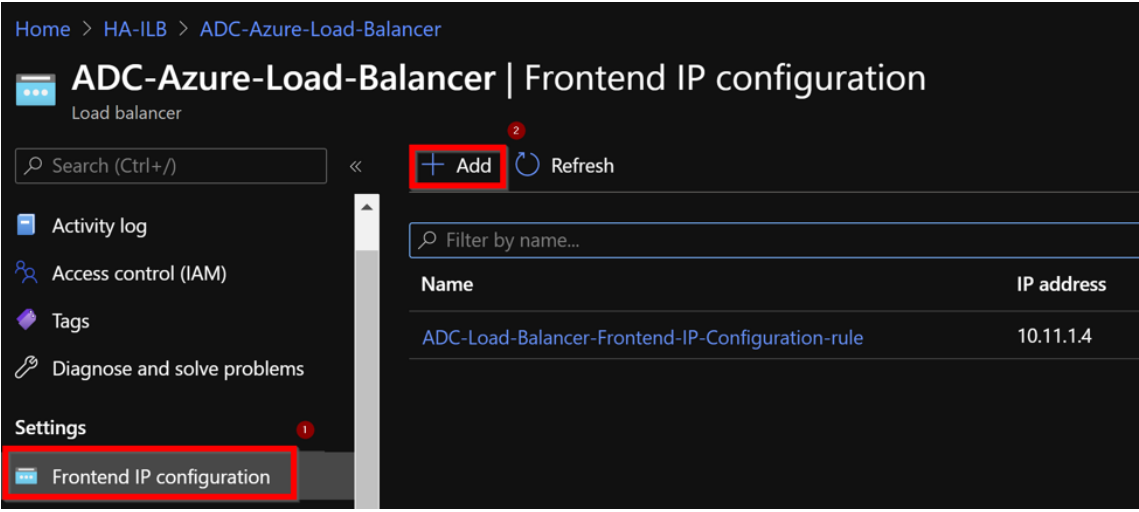 Home > HA-ILB > ADC-Azure-Load-Balancer
ADC-Azure-Load-Balancer | Frontend IP configuration
Load balancer
Search (Ctrl+/)
«
Activity log
Access control (IAM)
Tags
Diagnose and solve problems
Settings
1
Frontend IP configuration
2
+ Add
Refresh
Filter by name...
Name IP address
ADC-Load-Balancer-Frontend-IP-Configuration-rule 10.11.1.4